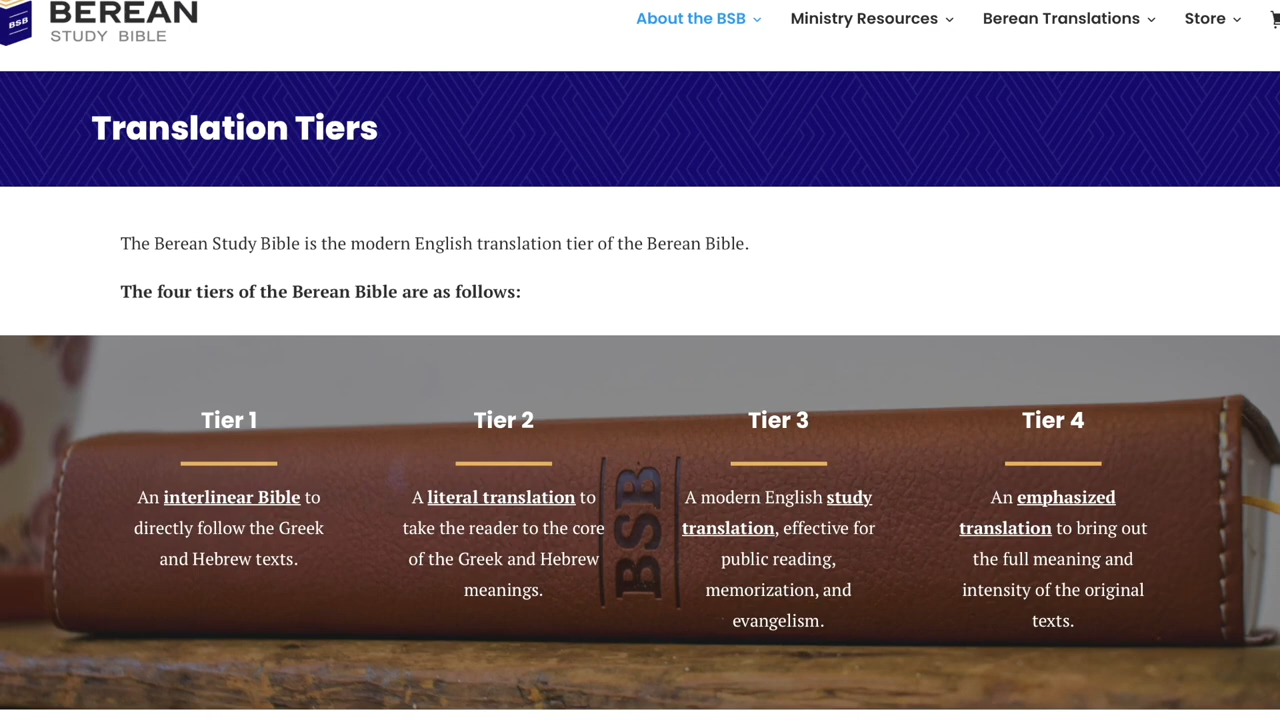 BSB
BEREAN
STUDY BIBLE
About the BSB
Ministry Resources
Berean Translations
Store
Translation Tiers
The Berean Study Bible is the modern English translation tier of the Berean Bible.
The four tiers of the Berean Bible are as follows:
Tier 1
An interlinear Bible to
directly follow the Greek
and Hebrew texts.
Tier 2
A literal translation to
take the reader to the core
of the Greek and Hebrew
meanings.
BSB
Tier 3
A modern English study
translation, effective for
public reading,
memorization, and
evangelism.
Tier 4
An emphasized
translation to bring out
the full meaning and
intensity of the original
texts.